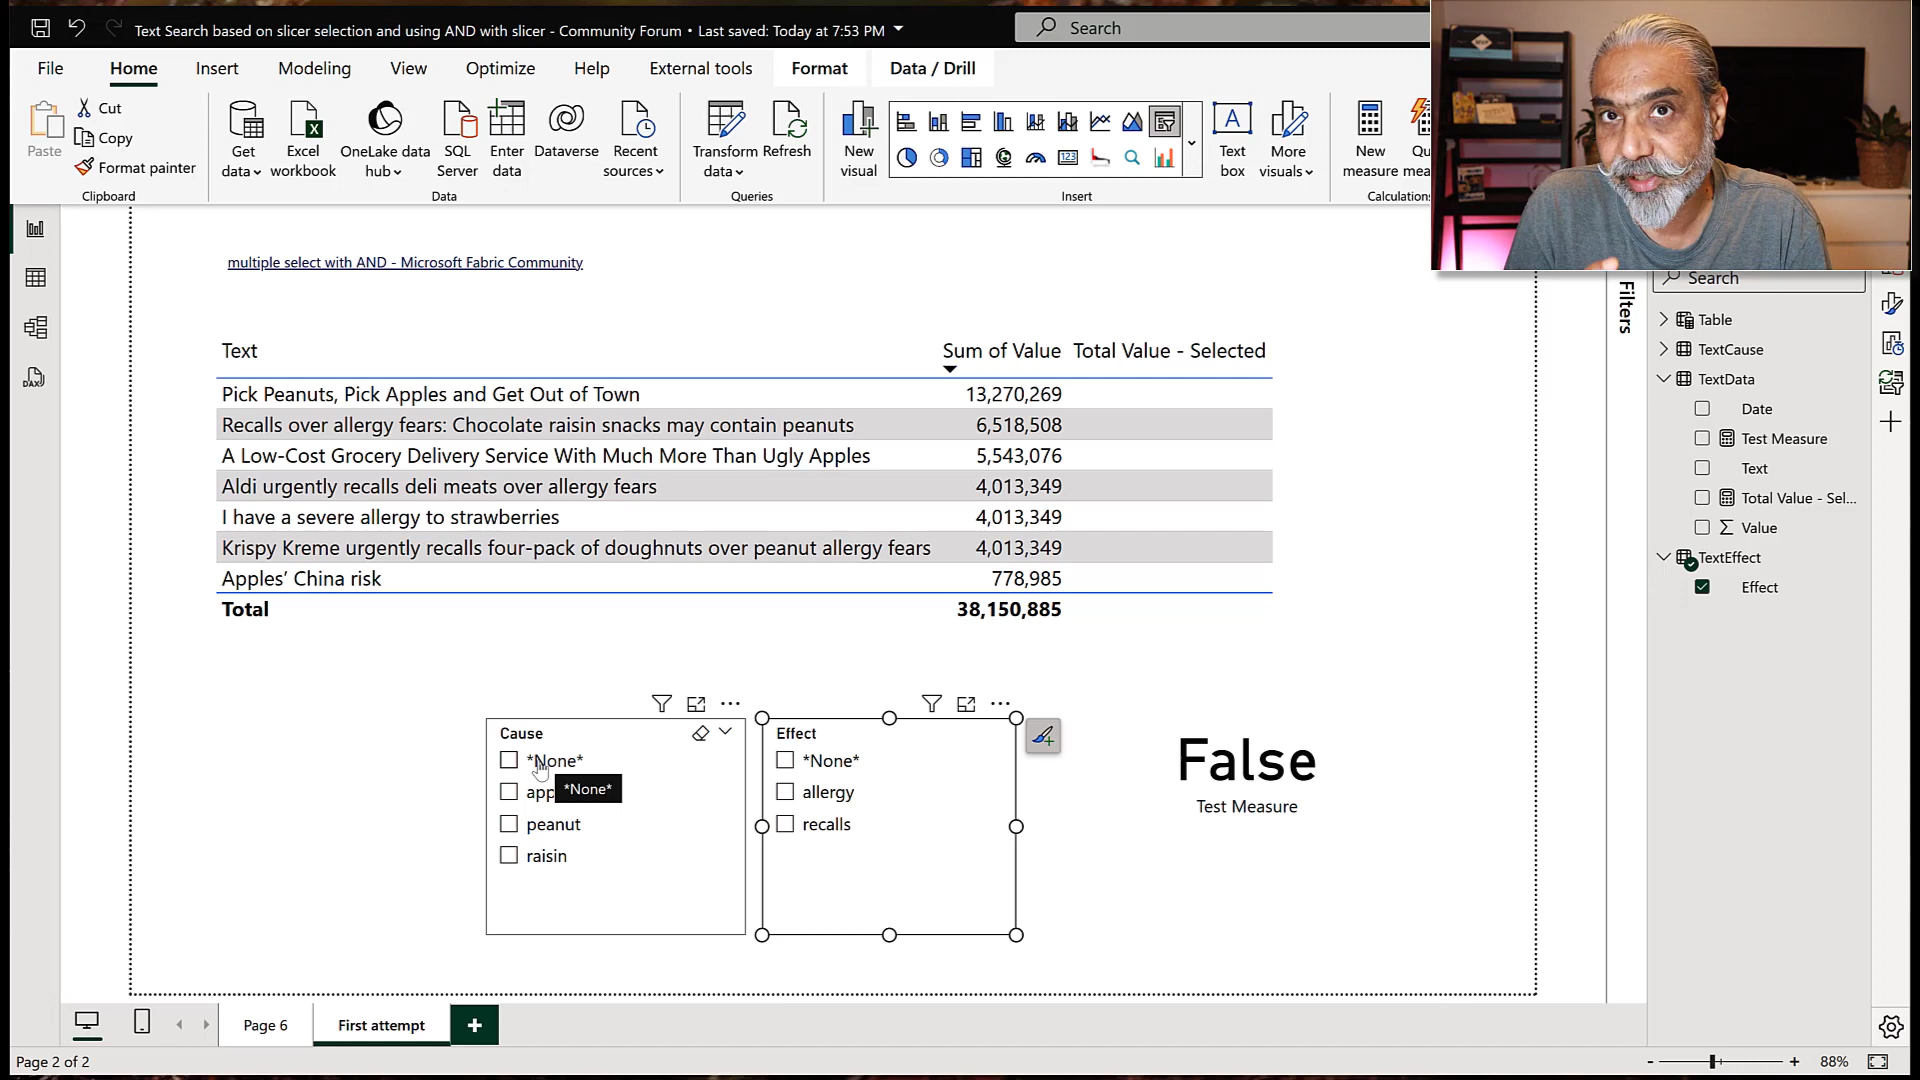 Text Search based on slicer selection and using AND with slicer - Community Forum • Last saved: Today at 7:53 PM
Search
File Home Insert Modeling View Optimize Help External tools Format Data / Drill
Paste
Cut
Copy
Format painter
Clipboard
Get data
Excel workbook
OneLake data hub
SQL Server
Enter data
Dataverse
Recent sources
Data
Transform data
Refresh
Queries
New visual
Text box
More visuals
Insert
New measure
Calculations
multiple select with AND - Microsoft Fabric Community
Text Sum of Value Total Value - Selected
Pick Peanuts, Pick Apples and Get Out of Town 13,270,269
Recalls over allergy fears: Chocolate raisin snacks may contain peanuts 6,518,508
A Low-Cost Grocery Delivery Service With Much More Than Ugly Apples 5,543,076
Aldi urgently recalls deli meats over allergy fears 4,013,349
I have a severe allergy to strawberries 4,013,349
Krispy Kreme urgently recalls four-pack of doughnuts over peanut allergy fears 4,013,349
Apples’ China risk 778,985
Total 38,150,885
Cause
*None*
app
*None*
peanut
raisin
Effect
*None*
allergy
recalls
False
Test Measure
Filters
Search
Table
TextCause
TextData
Date
Test Measure
Text
Total Value - Sel...
Value
TextEffect
Effect
Page 6
First attempt
Page 2 of 2
88%